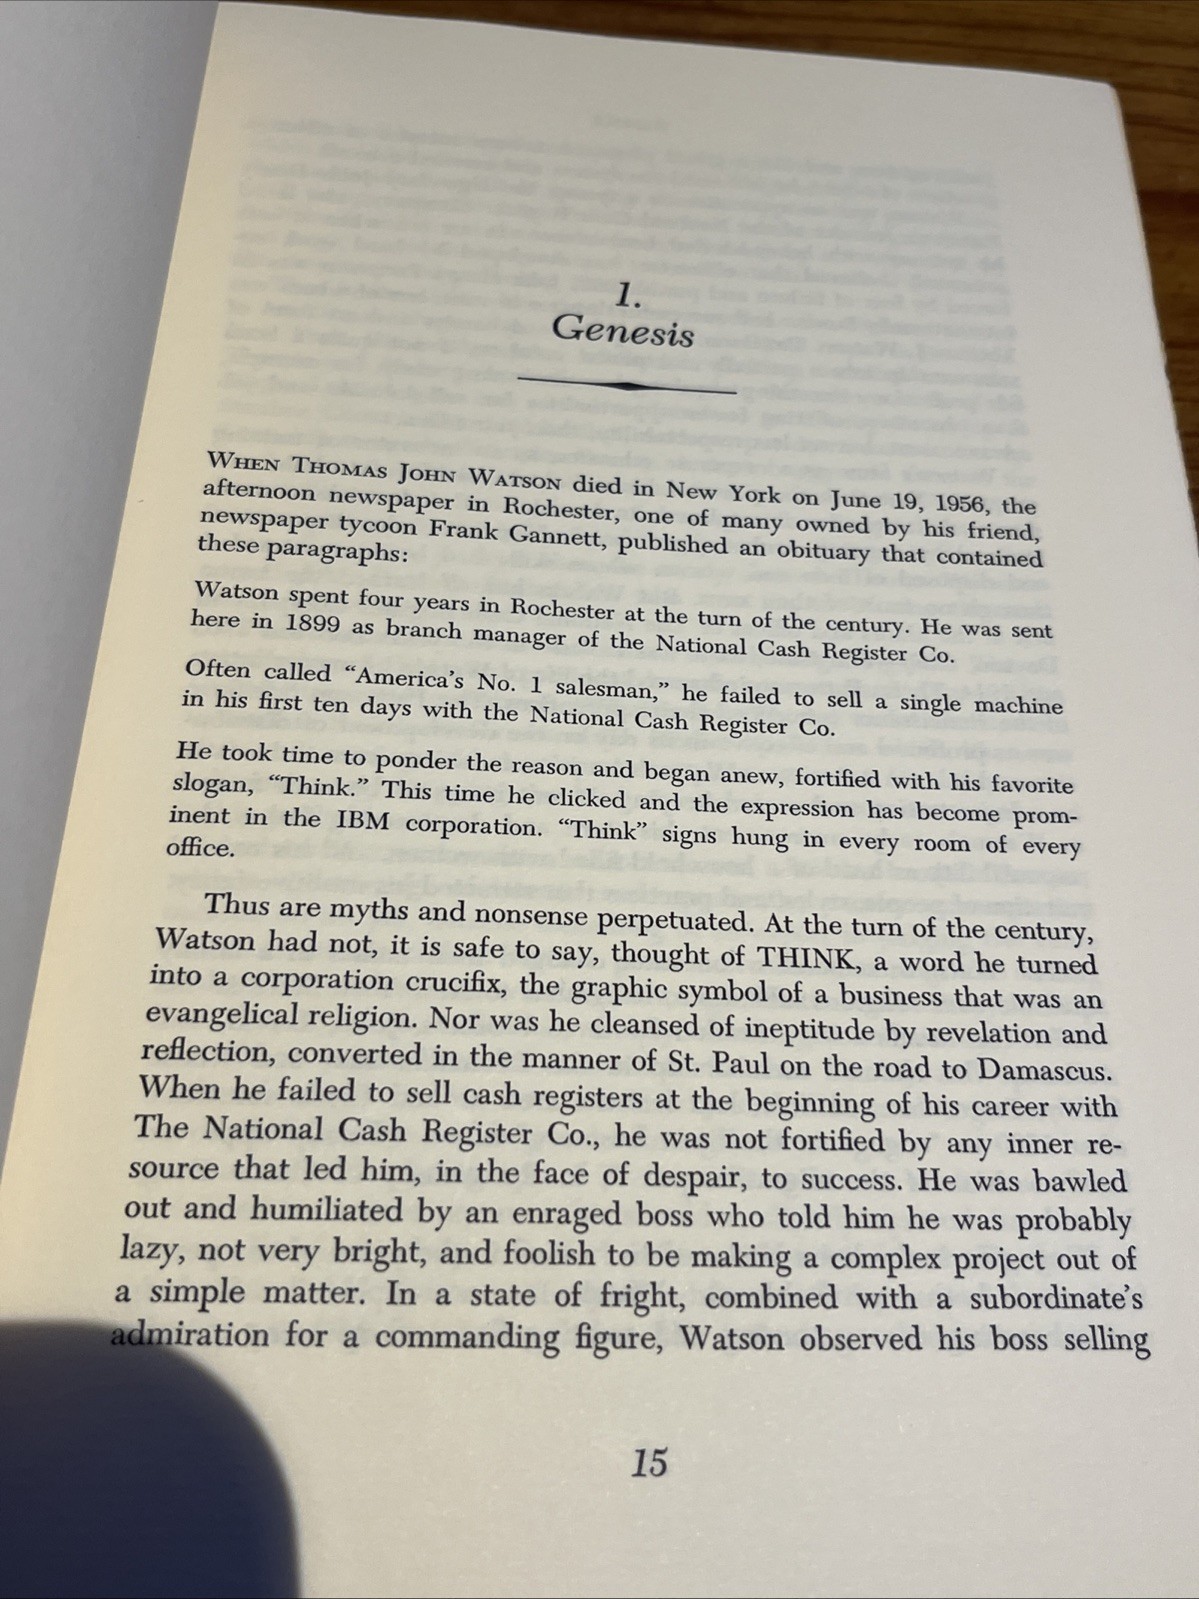 1.
Genesis
WHEN THOMAS JOHN WATSON died in New York on June 19, 1956, the
afternoon newspaper in Rochester, one of many owned by his friend,
newspaper tycoon Frank Gannett, published an obituary that contained
these paragraphs:
Watson spent four years in Rochester at the turn of the century. He was sent
here in 1899 as branch manager of the National Cash Register Co.
Often called “America’s No. 1 salesman,” he failed to sell a single machine
in his first ten days with the National Cash Register Co.
He took time to ponder the reason and began anew, fortified with his favorite
slogan, “Think.” This time he clicked and the expression has become prom-
inent in the IBM corporation. “Think” signs hung in every room of every
office.
Thus are myths and nonsense perpetuated. At the turn of the century,
Watson had not, it is safe to say, thought of THINK, a word he turned
into a corporation crucifix, the graphic symbol of a business that was an
evangelical religion. Nor was he cleansed of ineptitude by revelation and
reflection, converted in the manner of St. Paul on the road to Damascus.
When he failed to sell cash registers at the beginning of his career with
The National Cash Register Co., he was not fortified by any inner re-
source that led him, in the face of despair, to success. He was bawled
out and humiliated by an enraged boss who told him he was probably
lazy, not very bright, and foolish to be making a complex project out of
a simple matter. In a state of fright, combined with a subordinate’s
admiration for a commanding figure, Watson observed his boss selling
15